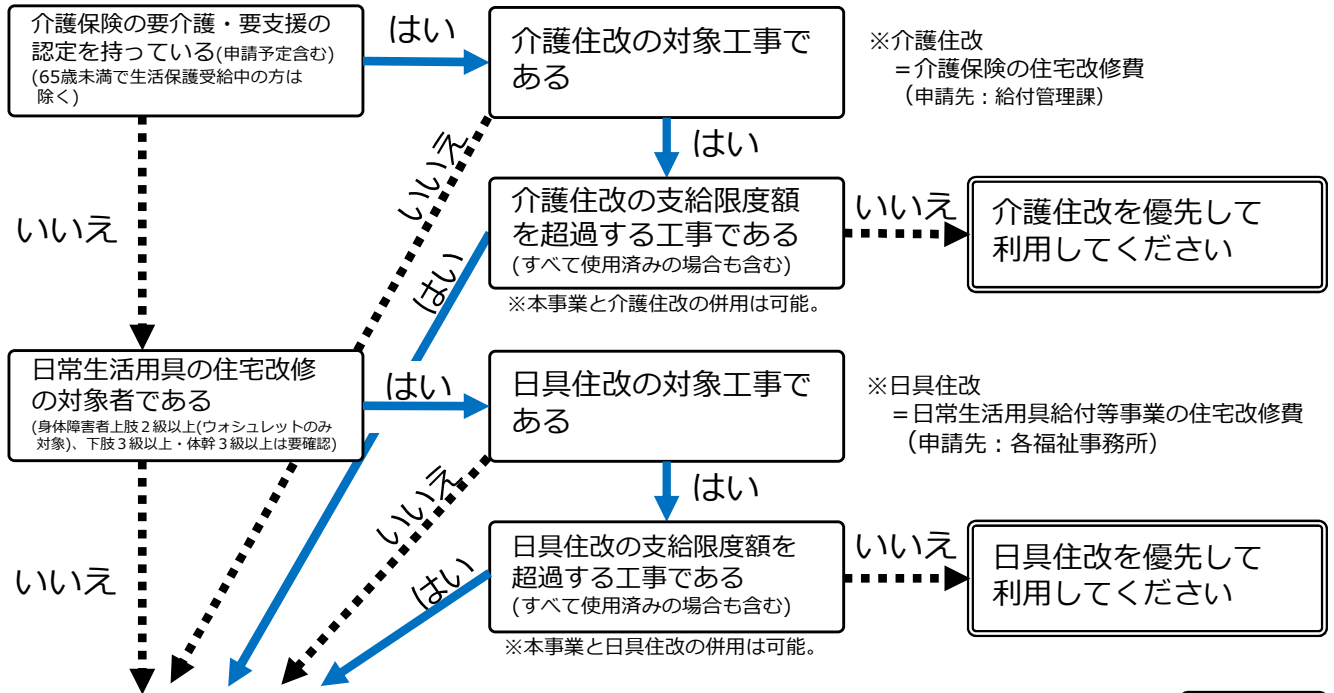 介護保険の要介護・要支援の
認定を持っている(申請予定含む)
(65歳未満で生活保護受給中の方は
除く)
はい
介護住改の対象工事で
ある
※介護住改
＝介護保険の住宅改修費
（申請先：給付管理課）
いいえ
はい
いいえ
介護住改の支給限度額
を超過する工事である
(すべて使用済みの場合も含む)
いいえ
介護住改を優先して
利用してください
はい
※本事業と介護住改の併用は可能。
日常生活用具の住宅改修
の対象者である
(身体障害者上肢２級以上(ウォシュレットのみ
対象)、下肢３級以上・体幹３級以上は要確認)
はい
日具住改の対象工事で
ある
※日具住改
＝日常生活用具給付等事業の住宅改修費
（申請先：各福祉事務所）
いいえ
はい
いいえ
日具住改の支給限度額を
超過する工事である
(すべて使用済みの場合も含む)
いいえ
日具住改を優先して
利用してください
はい
※本事業と日具住改の併用は可能。